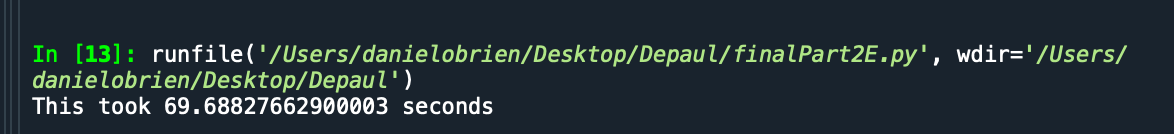 In [13]: runfile('/Users/danielobrien/Desktop/Depaul/finalPart2E.py', wdir='/Users/
danielobrien/Desktop/Depaul')
This took 69.68827662900003 seconds